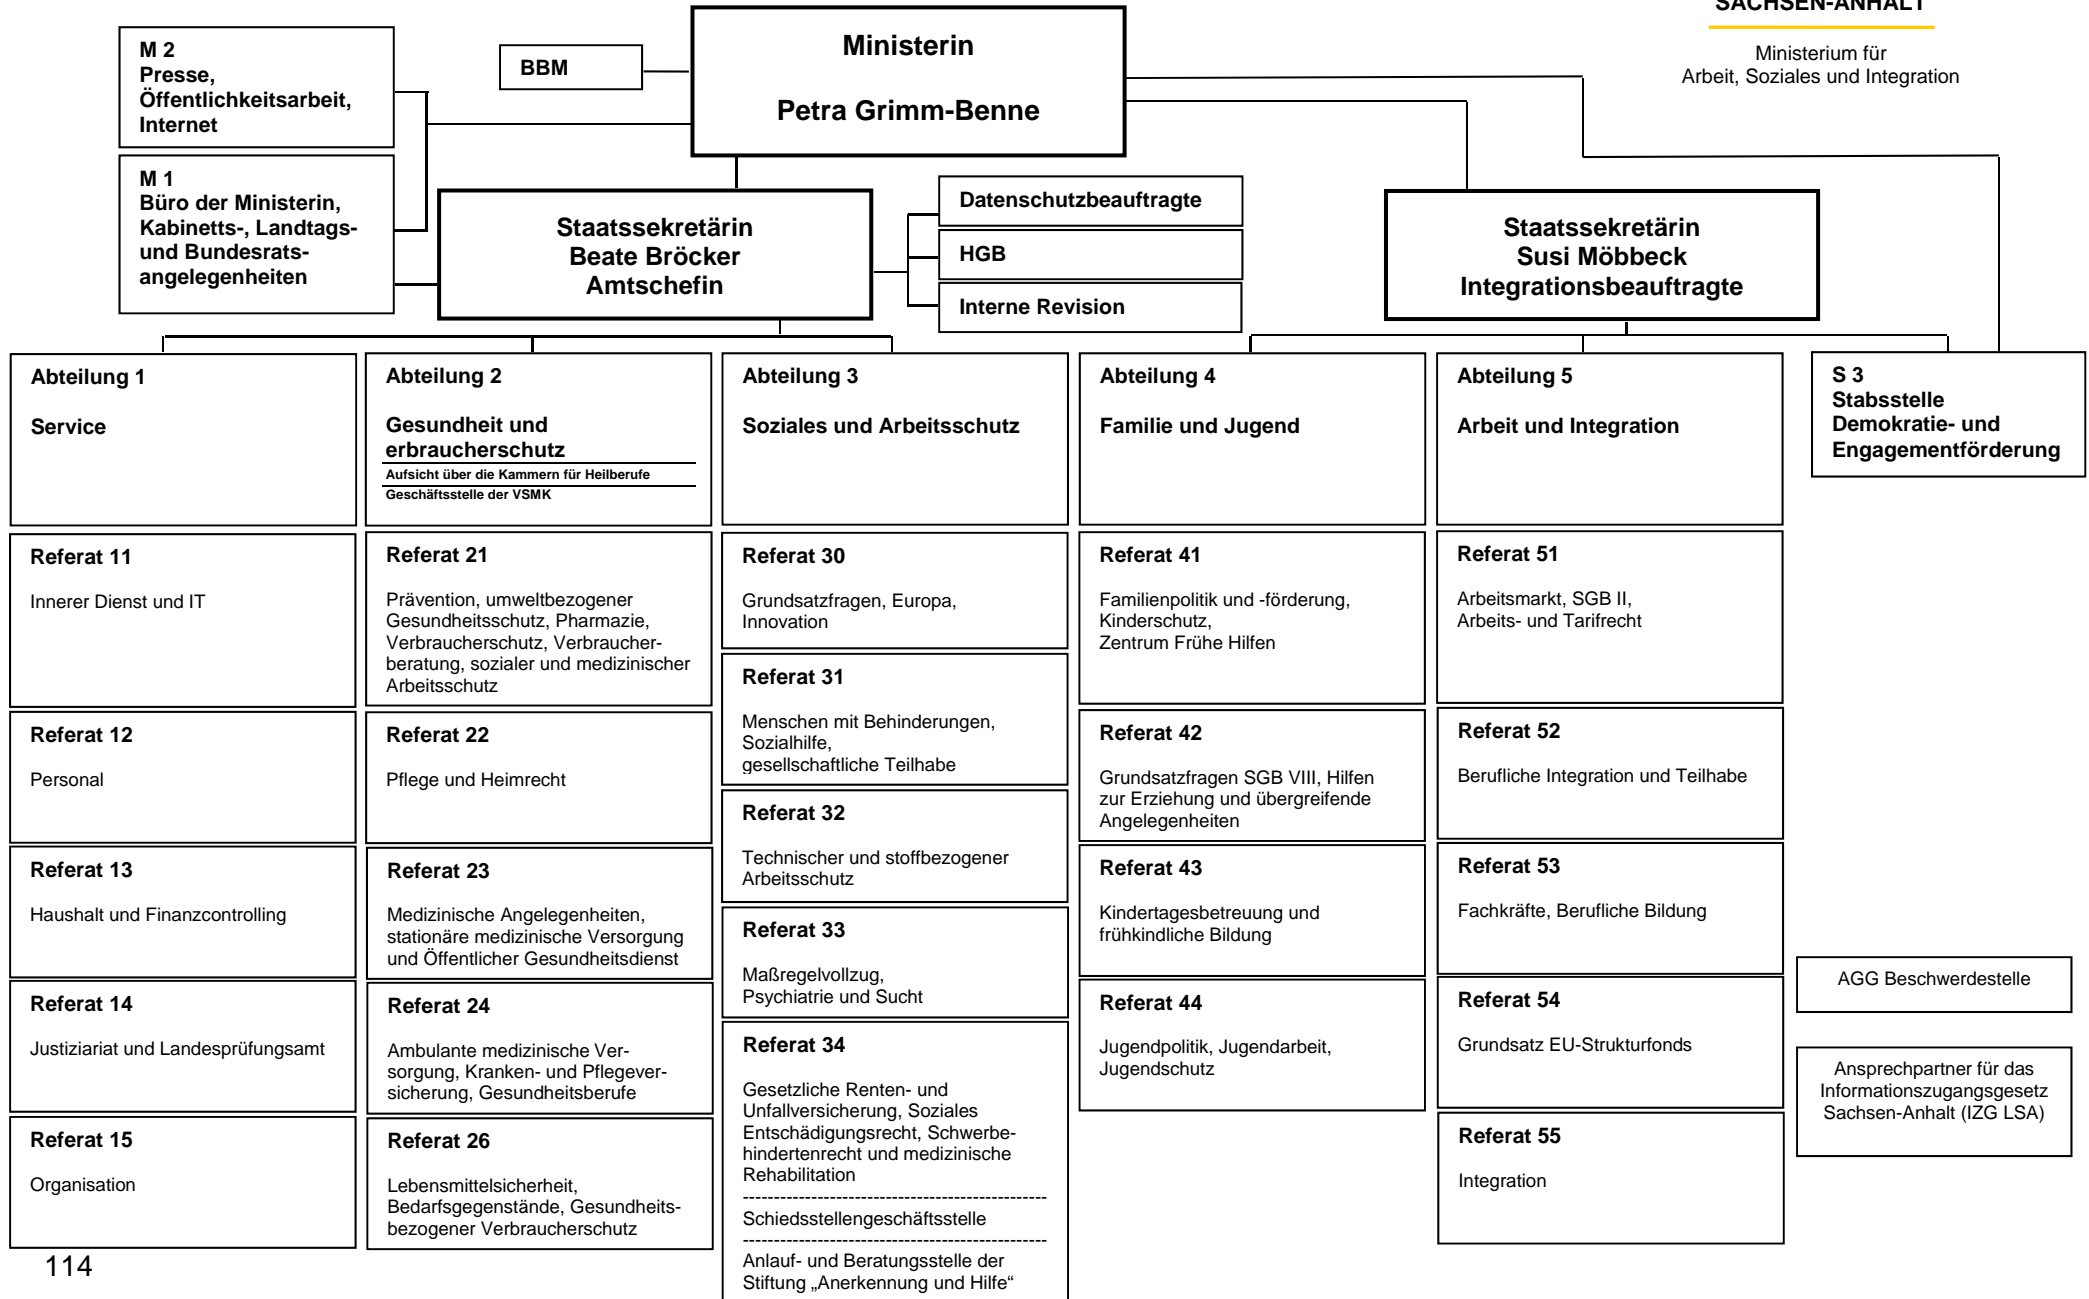 SACHSEN-ANHALT
Ministerium für
Arbeit, Soziales und Integration
M 2
Presse,
Öffentlichkeitsarbeit,
Internet
BBM
Ministerin
Petra Grimm-Benne
M 1
Büro der Ministerin,
Kabinetts-, Landtags-
und Bundesrats-
angelegenheiten
Staatssekretärin
Beate Bröcker
Amtschefin
Datenschutzbeauftragte
HGB
Interne Revision
Staatssekretärin
Susi Möbbeck
Integrationsbeauftragte
Abteilung 1
Service
Abteilung 2
Gesundheit und
erbraucherschutz
Aufsicht über die Kammern für Heilberufe
Geschäftsstelle der VSMK
Abteilung 3
Soziales und Arbeitsschutz
Abteilung 4
Familie und Jugend
Abteilung 5
Arbeit und Integration
S 3
Stabsstelle
Demokratie- und
Engagementförderung
Referat 11
Innerer Dienst und IT
Referat 12
Personal
Referat 13
Haushalt und Finanzcontrolling
Referat 14
Justiziariat und Landesprüfungsamt
Referat 15
Organisation
Referat 21
Prävention, umweltbezogener
Gesundheitsschutz, Pharmazie,
Verbraucherschutz, Verbraucher-
beratung, sozialer und medizinischer
Arbeitsschutz
Referat 22
Pflege und Heimrecht
Referat 23
Medizinische Angelegenheiten,
stationäre medizinische Versorgung
und Öffentlicher Gesundheitsdienst
Referat 24
Ambulante medizinische Ver-
sorgung, Kranken- und Pflegever-
sicherung, Gesundheitsberufe
Referat 26
Lebensmittelsicherheit,
Bedarfsgegenstände, Gesundheits-
bezogener Verbraucherschutz
Referat 30
Grundsatzfragen, Europa,
Innovation
Referat 31
Menschen mit Behinderungen,
Sozialhilfe,
gesellschaftliche Teilhabe
Referat 32
Technischer und stoffbezogener
Arbeitsschutz
Referat 33
Maßregelvollzug,
Psychiatrie und Sucht
Referat 34
Gesetzliche Renten- und
Unfallversicherung, Soziales
Entschädigungsrecht, Schwerbe-
hindertenrecht und medizinische
Rehabilitation
-------------------------------------------------
Schiedsstellengeschäftsstelle
-------------------------------------------------
Anlauf- und Beratungsstelle der
Stiftung „Anerkennung und Hilfe“
Referat 41
Familienpolitik und -förderung,
Kinderschutz,
Zentrum Frühe Hilfen
Referat 42
Grundsatzfragen SGB VIII, Hilfen
zur Erziehung und übergreifende
Angelegenheiten
Referat 43
Kindertagesbetreuung und
frühkindliche Bildung
Referat 44
Jugendpolitik, Jugendarbeit,
Jugendschutz
Referat 51
Arbeitsmarkt, SGB II,
Arbeits- und Tarifrecht
Referat 52
Berufliche Integration und Teilhabe
Referat 53
Fachkräfte, Berufliche Bildung
Referat 54
Grundsatz EU-Strukturfonds
Referat 55
Integration
AGG Beschwerdestelle
Ansprechpartner für das
Informationszugangsgesetz
Sachsen-Anhalt (IZG LSA)
114